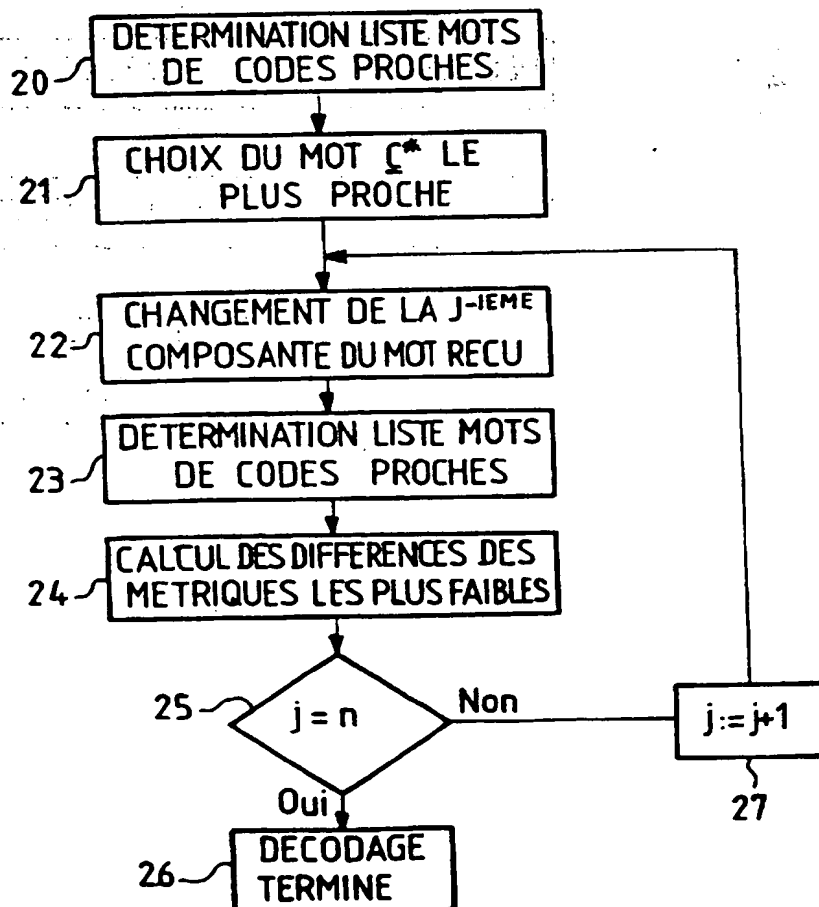 DETERMINATION LISTE MOTS
DE CODES PROCHES
20
CHOIX DU MOT C* LE
PLUS PROCHE
21
CHANGEMENT DE LA J-IEME
COMPOSANTE DU MOT RECU
22
DETERMINATION LISTE MOTS
DE CODES PROCHES
23
CALCUL DES DIFFERENCES DES
METRIQUES LES PLUS FAIBLES
24
25
j = n
Non
j := j+1
27
Oui
DECODAGE
TERMINE
26